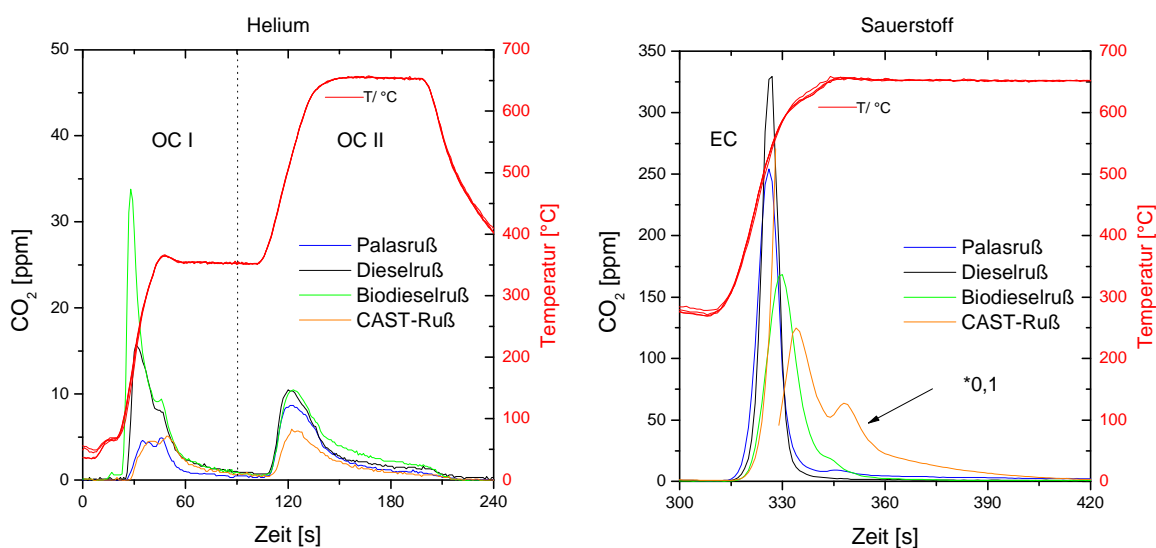 Helium
50
45
40
35
30
25
20
15
10
5
0
CO₂ [ppm]
OC I
OC II
T/ °C
Palasruß
Dieselruß
Biodieselruß
CAST-Ruß
700
600
500
400
300
200
100
0
Temperatur [°C]
0 60 120 180 240
Zeit [s]
Sauerstoff
350
300
250
200
150
100
50
0
CO₂ [ppm]
EC
T/ °C
Palasruß
Dieselruß
Biodieselruß
CAST-Ruß
*0,1
700
600
500
400
300
200
100
0
Temperatur [°C]
300 330 360 390 420
Zeit [s]